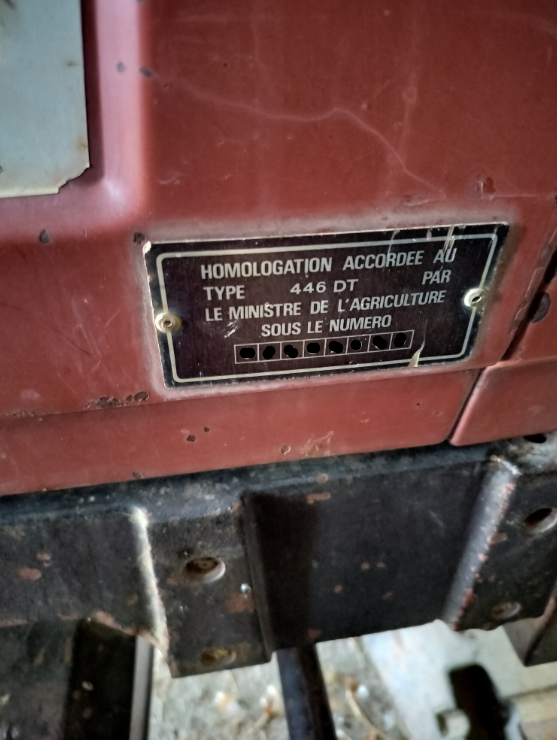 HOMOLOGATION ACCORDEE AU
TYPE 446 DT PAR
LE MINISTRE DE L'AGRICULTURE
SOUS LE NUMERO